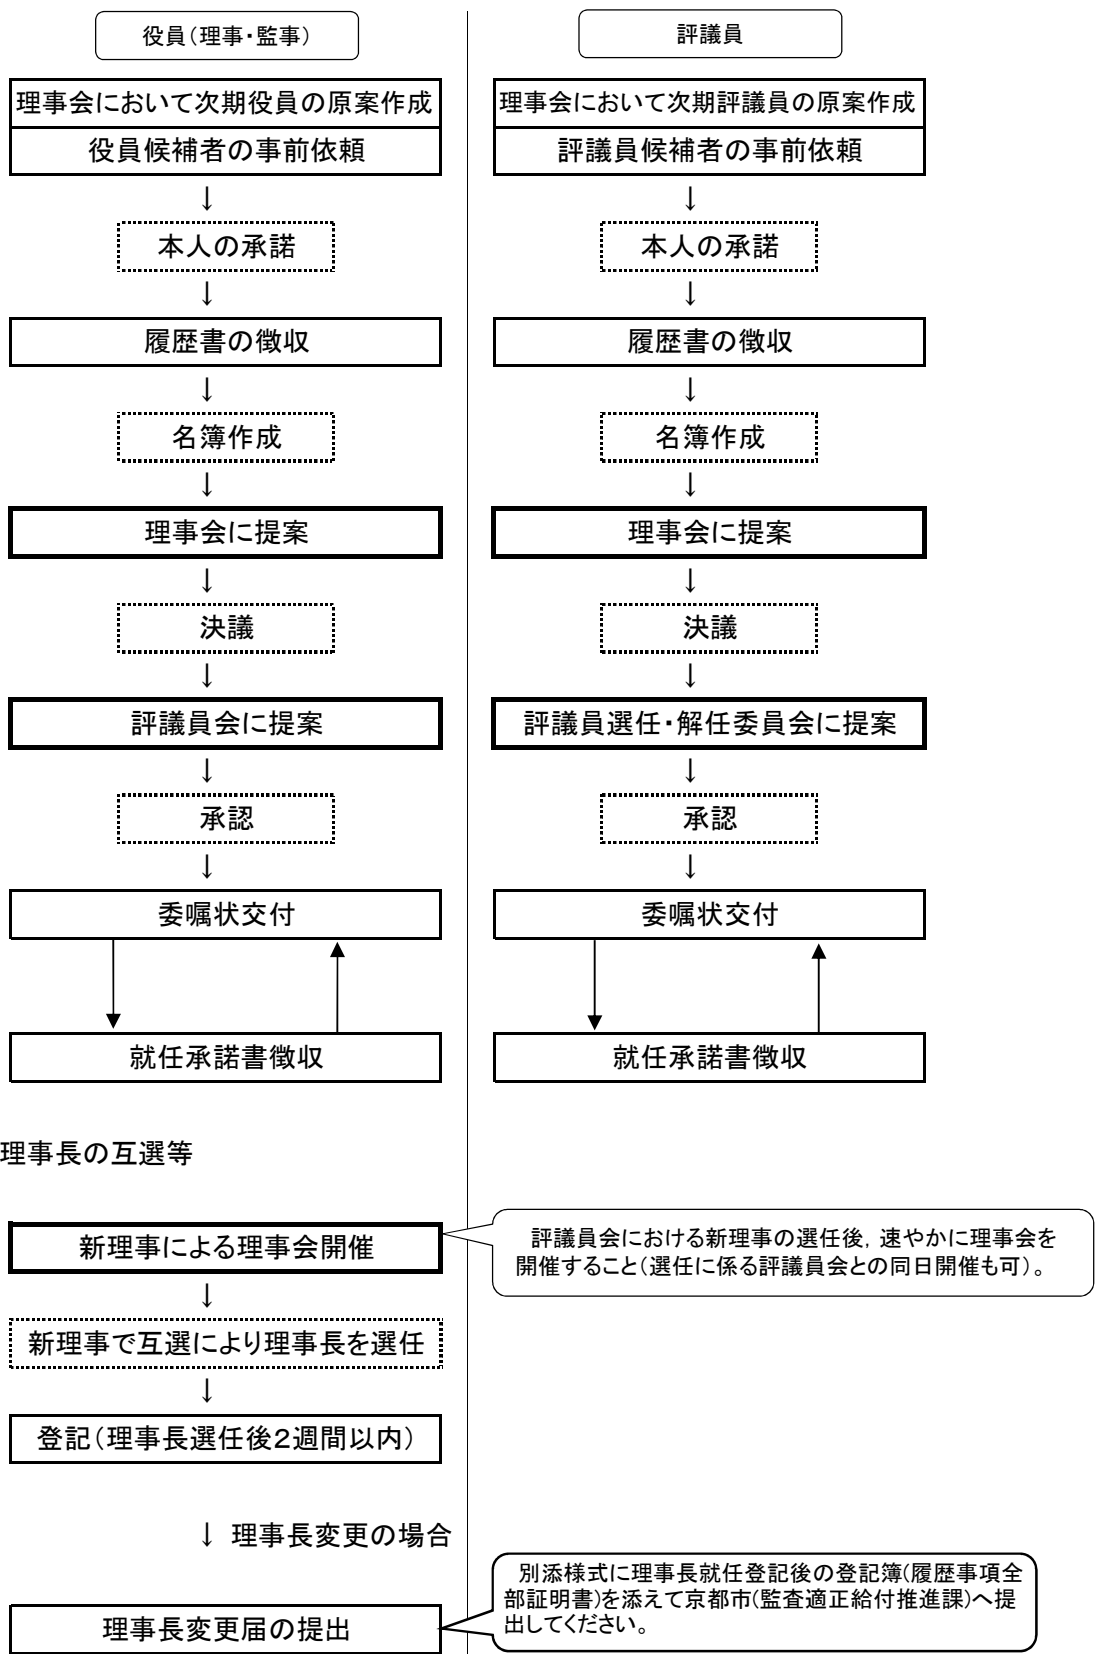 役員（理事・監事）
理事会において次期役員の原案作成
役員候補者の事前依頼
↓
本人の承諾
↓
履歴書の徴収
↓
名簿作成
↓
理事会に提案
↓
決議
↓
評議員会に提案
↓
承認
↓
委嘱状交付
就任承諾書徴収
評議員
理事会において次期評議員の原案作成
評議員候補者の事前依頼
↓
本人の承諾
↓
履歴書の徴収
↓
名簿作成
↓
理事会に提案
↓
決議
↓
評議員選任・解任委員会に提案
↓
承認
↓
委嘱状交付
就任承諾書徴収
理事長の互選等
新理事による理事会開催
評議員会における新理事の選任後，速やかに理事会を
開催すること（選任に係る評議員会との同日開催も可）。
↓
新理事で互選により理事長を選任
↓
登記（理事長選任後２週間以内）
↓ 理事長変更の場合
理事長変更届の提出
別添様式に理事長就任登記後の登記簿(履歴事項全
部証明書)を添えて京都市(監査適正給付推進課)へ提
出してください。